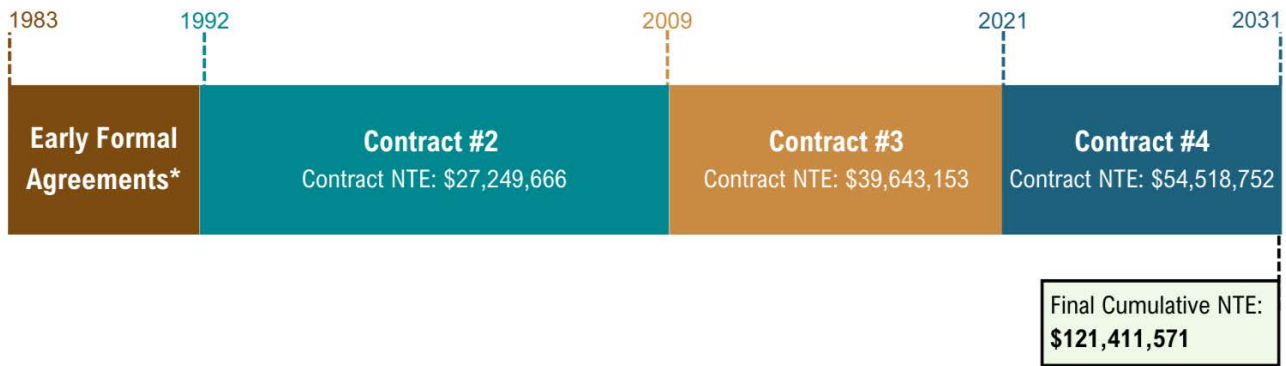 1983
1992
2009
2021
2031
Early Formal
Agreements*
Contract #2
Contract NTE: $27,249,666
Contract #3
Contract NTE: $39,643,153
Contract #4
Contract NTE: $54,518,752
Final Cumulative NTE:
$121,411,571